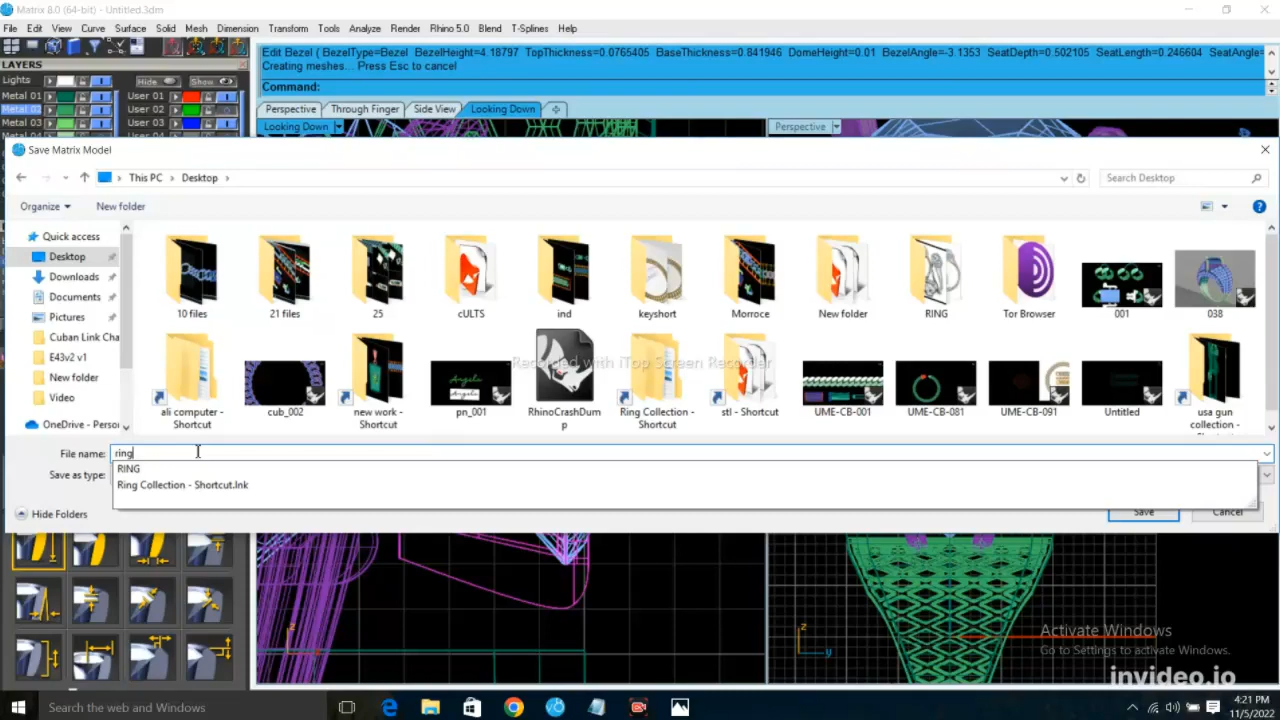 Matrix 8.0 (64-bit) - Untitled.3dm
File Edit View Curve Surface Solid Mesh Dimension Transform Tools Analyze Render Rhino 5.0 Blend T-Splines Help
Edit Bezel ( BezelType=Bezel BezelHeight=4.18797 TopThickness=0.0765405 BaseThickness=0.841946 DomeHeight=0.01 BezelAngle=-3.1353 SeatDepth=0.502105 SeatLength=0.246604 SeatAngle=
Creating meshes... Press Esc to cancel
Command:
LAYERS
Lights Hide Show
Metal 01 User 01
Metal 02 User 02
Metal 03 User 03
Metal 04 User 04
Perspective Through Finger Side View Looking Down
Looking Down Perspective
Save Matrix Model
This PC > Desktop >
Search Desktop
Organize New folder
Quick access
Desktop
Downloads
Documents
Pictures
Cuban Link Cha
E43v2 v1
New folder
Video
OneDrive - Perso
10 files 21 files 25 cULTS ind keyshort Morroce New folder RING Tor Browser 001 038
ali computer - Shortcut cub_002 new work - Shortcut pn_001 RhinoCrashDump Ring Collection - Shortcut stl - Shortcut UME-CB-001 UME-CB-081 UME-CB-091 Untitled usa gun collection -
Angela
Recorded with iTop Screen Recorder
File name: ring
RING
Save as type:
Ring Collection - Shortcut.lnk
Hide Folders Save Cancel
z
y
z
Activate Windows
Go to Settings to activate Windows.
invideo.io
Search the web and Windows
4:21 PM
11/5/2022